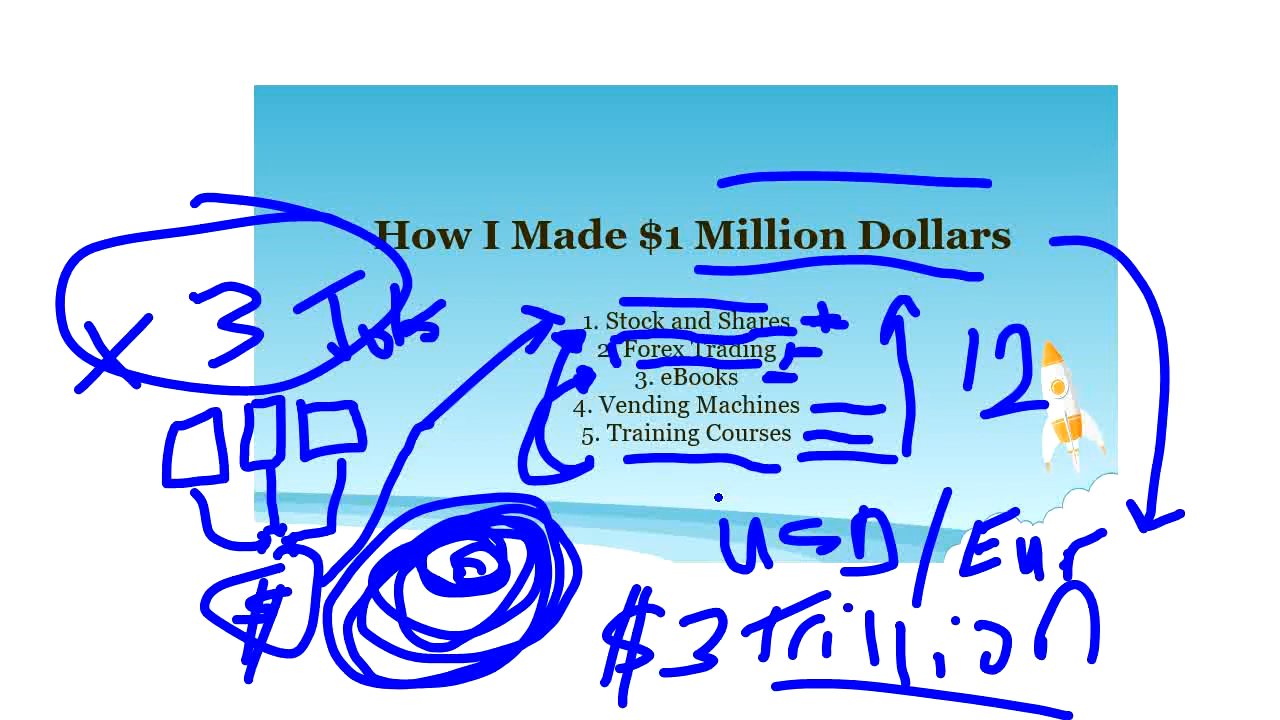 How I Made $1 Million Dollars
x 3 Jobs
1. Stock and Shares
2. Forex Trading
3. eBooks
4. Vending Machines
5. Training Courses
12
USD/Eur
$
$3 trillion